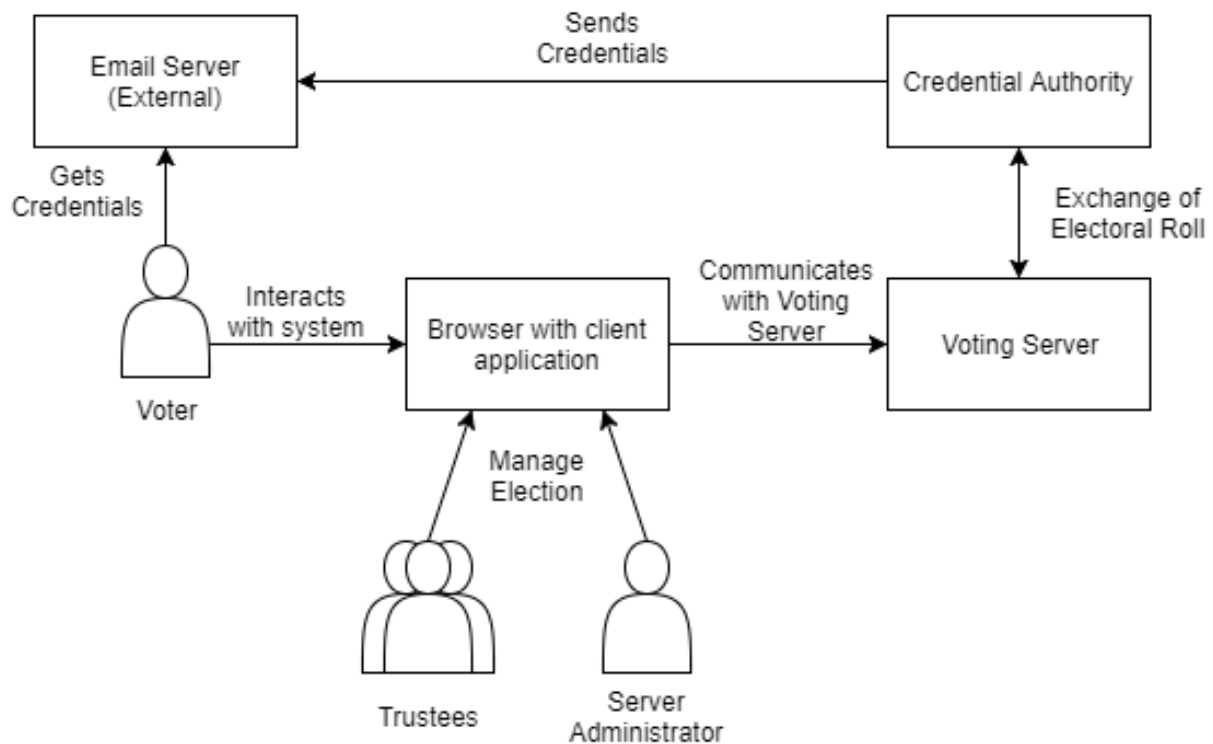 Sends
Credentials
Email Server
(External)
Credential Authority
Gets
Credentials
Exchange of
Electoral Roll
Interacts
with system
Communicates
with Voting
Server
Browser with client
application
Voting Server
Voter
Manage
Election
Trustees
Server
Administrator